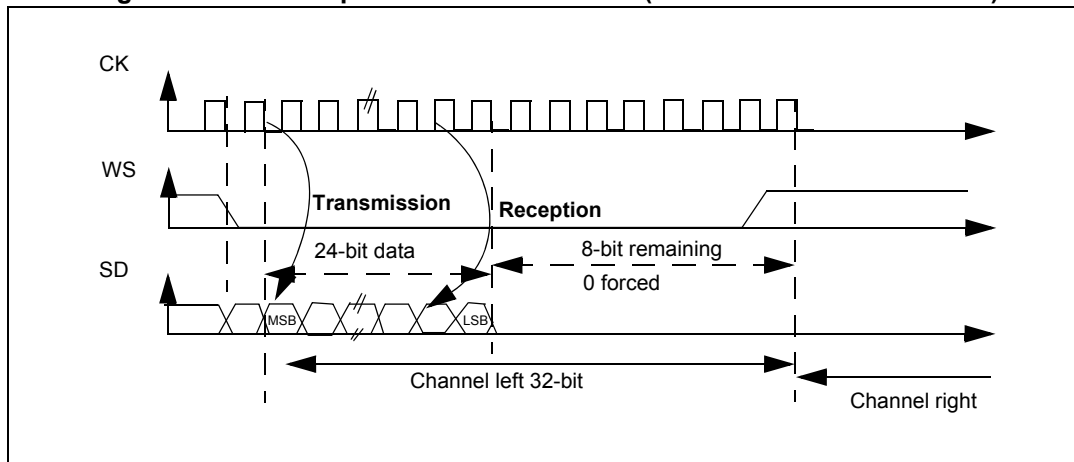 CK
WS
Transmission
Reception
24-bit data
8-bit remaining
SD
0 forced
MSB
LSB
Channel left 32-bit
Channel right